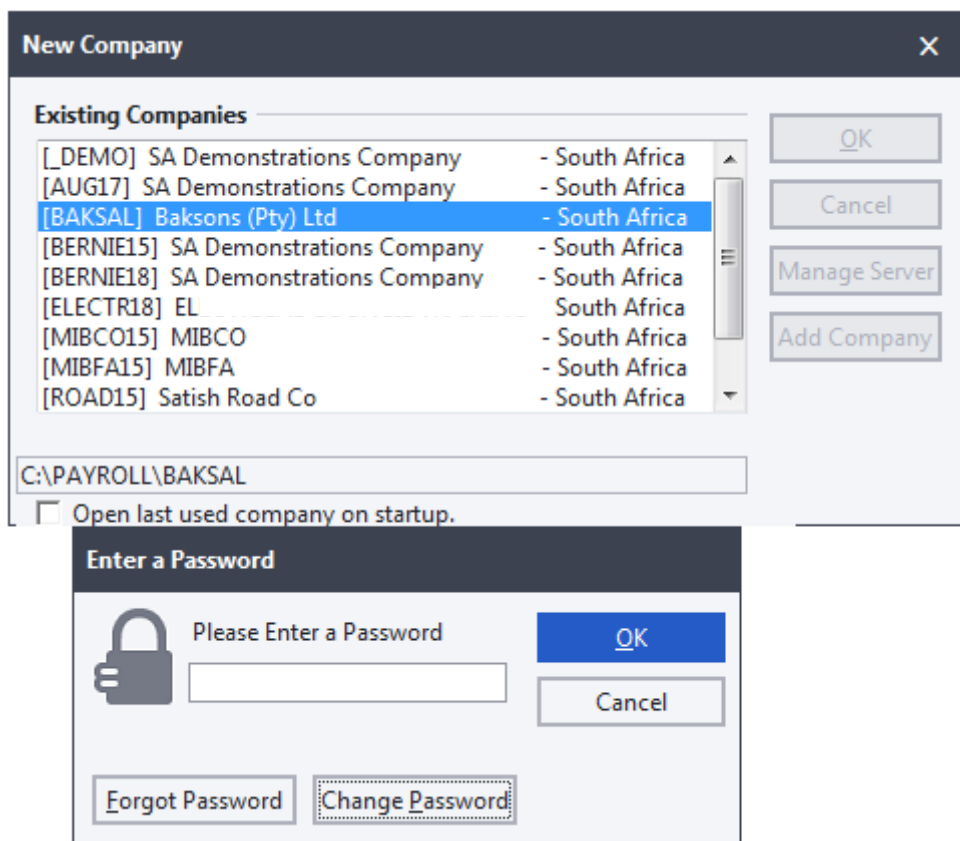 New Company
Existing Companies
[_DEMO] SA Demonstrations Company - South Africa
[AUG17] SA Demonstrations Company - South Africa
[BAKSAL] Baksons (Pty) Ltd - South Africa
[BERNIE15] SA Demonstrations Company - South Africa
[BERNIE18] SA Demonstrations Company - South Africa
[ELECTR18] South Africa
[MIBCO15] MIBCO - South Africa
[MIBFA15] MIBFA - South Africa
[ROAD15] Satish Road Co - South Africa
OK
Cancel
Manage Server
Add Company
C:\PAYROLL\BAKSAL
Open last used company on startup.
Enter a Password
Please Enter a Password
OK
Cancel
Forgot Password
Change Password